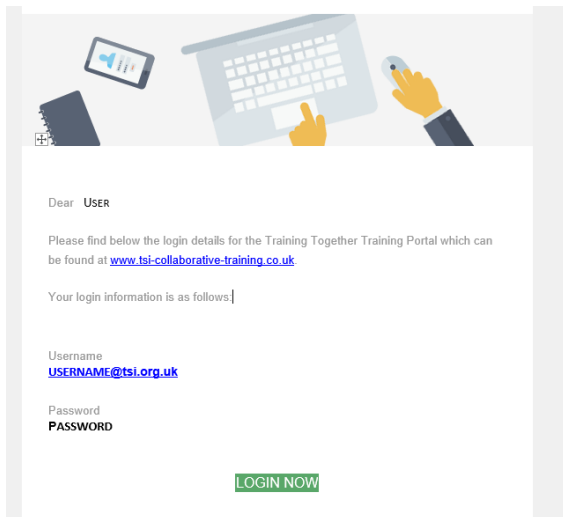 Dear User
Please find below the login details for the Training Together Training Portal which can
be found at www.tsi-collaborative-training.co.uk.
Your login information is as follows:
Username
USERNAME@tsi.org.uk
Password
PASSWORD
LOGIN NOW